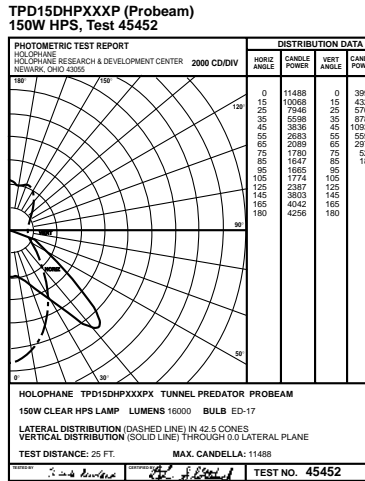 TPD15DHPXXXP (Probeam)
150W HPS, Test 45452
PHOTOMETRIC TEST REPORT
HOLOPHANE
HOLOPHANE RESEARCH & DEVELOPMENT CENTER 2000 CD/DIV
NEWARK, OHIO 43055
180° 150° 120° 90° 50° 30° 0°
VERT
HORIZ
DISTRIBUTION DATA
HORIZ ANGLE CANDLE POWER VERT ANGLE
0 11488 0
15 10068 15
25 7946 25
35 5598 35
45 3836 45
55 2683 55
65 2089 65
75 1780 75
85 1647 85
95 1665 95
105 1774 105
125 2387 125
145 3803 145
165 4042 165
180 4256 180
HOLOPHANE TPD15DHPXXXPX TUNNEL PREDATOR PROBEAM
150W CLEAR HPS LAMP LUMENS 16000 BULB ED-17
LATERAL DISTRIBUTION (DASHED LINE) IN 42.5 CONES
VERTICAL DISTRIBUTION (SOLID LINE) THROUGH 0.0 LATERAL PLANE
TEST DISTANCE: 25 FT. MAX. CANDELLA: 11488
TESTED BY CERTIFIED BY TEST NO. 45452